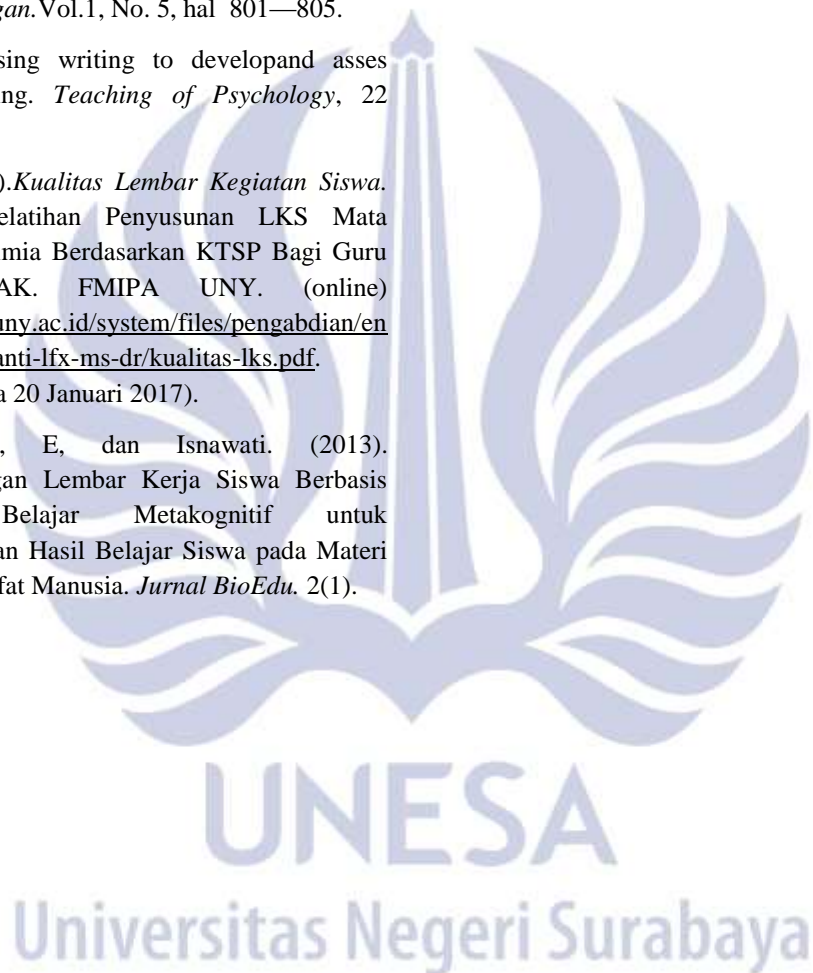 gan.Vol.1, No. 5, hal 801—805.
sing writing to developand asses
ing. Teaching of Psychology, 22
).Kualitas Lembar Kegiatan Siswa.
elatihan Penyusunan LKS Mata
imia Berdasarkan KTSP Bagi Guru
AK. FMIPA UNY. (online)
uny.ac.id/system/files/pengabdian/en
anti-lfx-ms-dr/kualitas-lks.pdf.
a 20 Januari 2017).
, E, dan Isnawati. (2013).
gan Lembar Kerja Siswa Berbasis
Belajar Metakognitif untuk
an Hasil Belajar Siswa pada Materi
fat Manusia. Jurnal BioEdu. 2(1).
UNESA
Universitas Negeri Surabaya